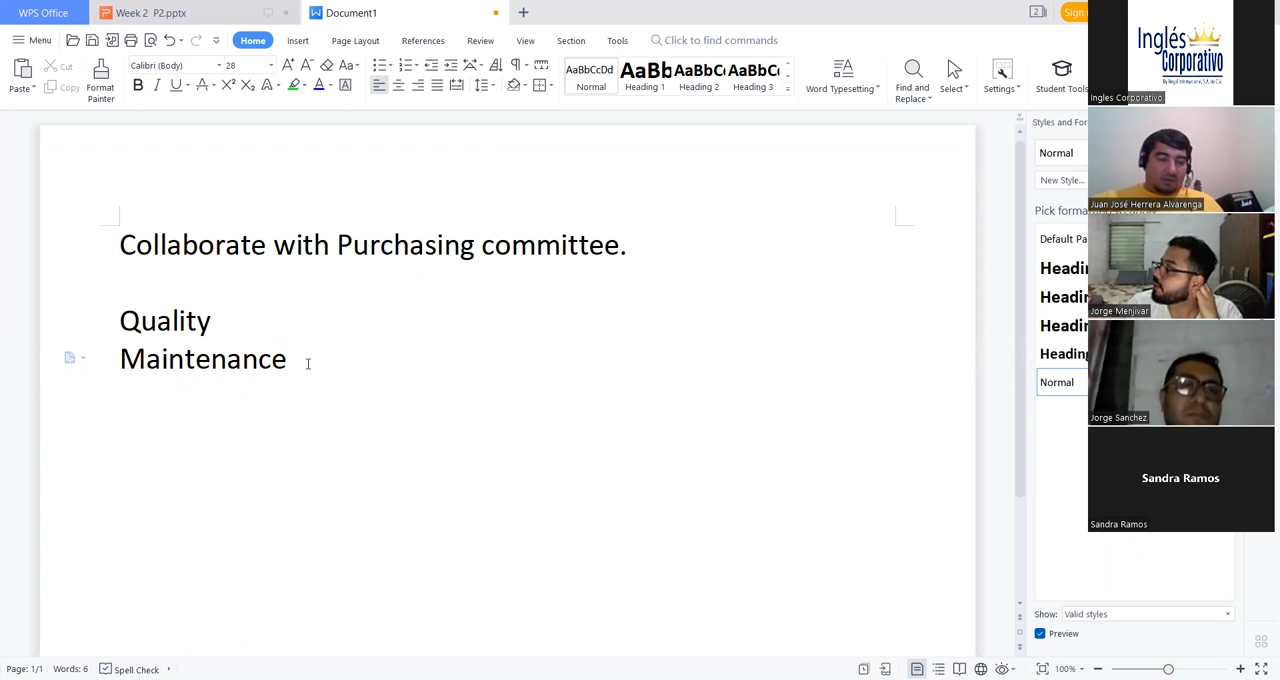 WPS Office
Week 2  P2.pptx
Document1
2
Sign
Menu
Home
Insert
Page Layout
References
Review
View
Section
Tools
Click to find commands
Paste
Cut
Copy
Format
Painter
Calibri (Body)
28
AaBbCcDd
Normal
AaBb
Heading 1
AaBbCc
Heading 2
AaBbCc
Heading 3
Word Typesetting
Find and
Replace
Select
Settings
Student Tools
Inglés
Corporativo
Ingles Corporativo
Juan José Herrera Alvarenga
Jorge Menjivar
Jorge Sanchez
Sandra Ramos
Sandra Ramos
Collaborate with Purchasing committee.
Quality
Maintenance
Styles and For
Normal
New Style...
Default Pa
Headin
Headin
Headin
Heading
Normal
Show:
Valid styles
Preview
Page: 1/1
Words: 6
Spell Check
100%